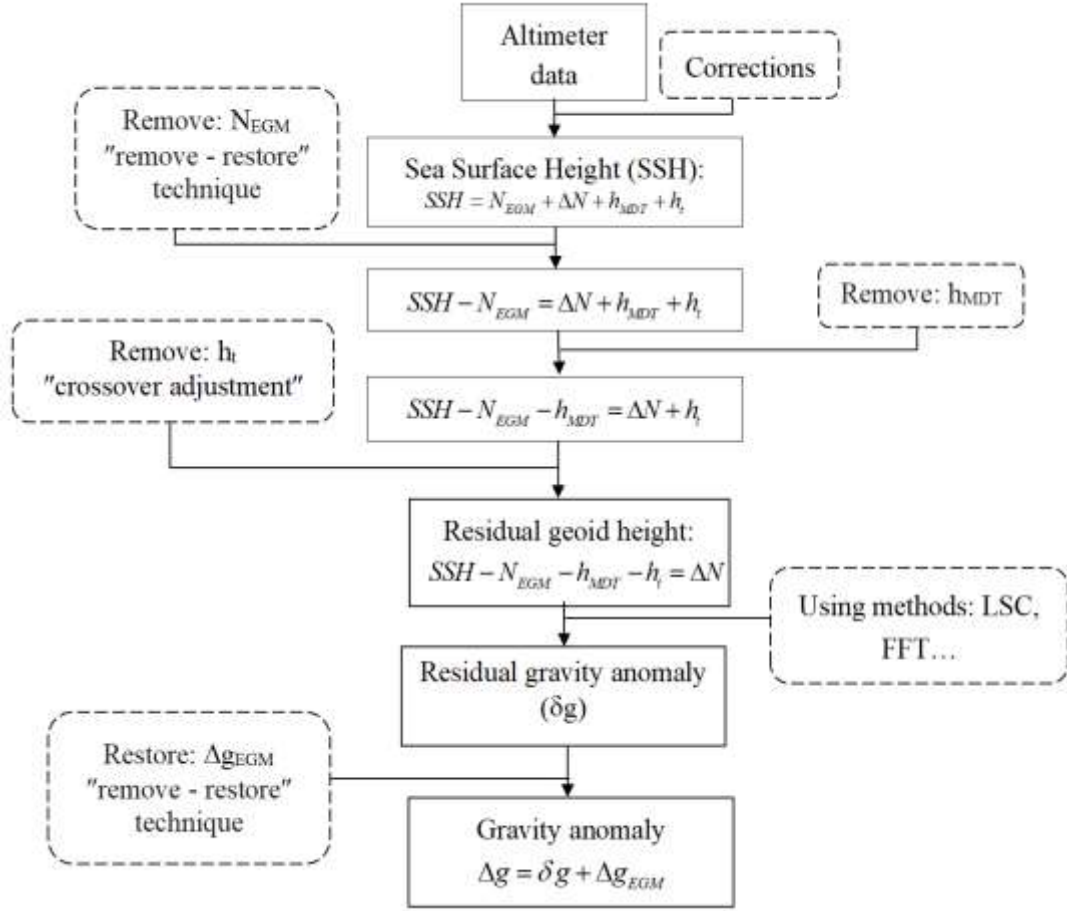 Altimeter
data
Corrections
Remove: N_EGM
"remove - restore"
technique
Sea Surface Height (SSH):
SSH = N_EGM + ΔN + h_MDT + h_t
SSH − N_EGM = ΔN + h_MDT + h_t
Remove: h_MDT
Remove: h_t
"crossover adjustment"
SSH − N_EGM − h_MDT = ΔN + h_t
Residual geoid height:
SSH − N_EGM − h_MDT − h_t = ΔN
Using methods: LSC,
FFT…
Residual gravity anomaly
(δg)
Restore: Δg_EGM
"remove - restore"
technique
Gravity anomaly
Δg = δg + Δg_EGM